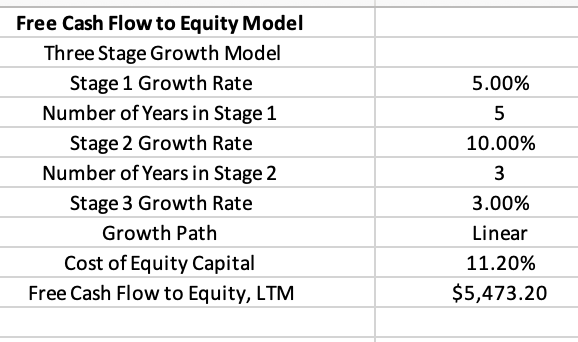 Free Cash Flow to Equity Model
Three Stage Growth Model
Stage 1 Growth Rate 5.00%
Number of Years in Stage 1 5
Stage 2 Growth Rate 10.00%
Number of Years in Stage 2 3
Stage 3 Growth Rate 3.00%
Growth Path Linear
Cost of Equity Capital 11.20%
Free Cash Flow to Equity, LTM $5,473.20